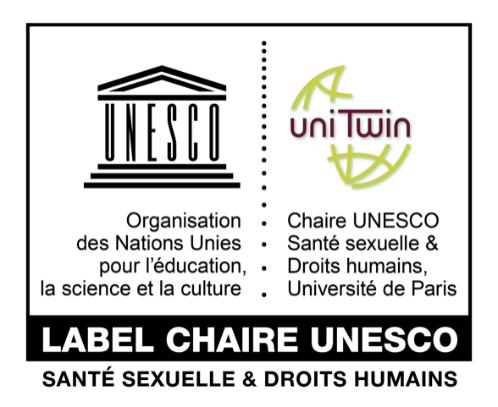 UNESCO
Organisation
des Nations Unies
pour l'éducation,
la science et la culture
uniTwin
Chaire UNESCO
Santé sexuelle &
Droits humains,
Université de Paris
LABEL CHAIRE UNESCO
SANTÉ SEXUELLE & DROITS HUMAINS